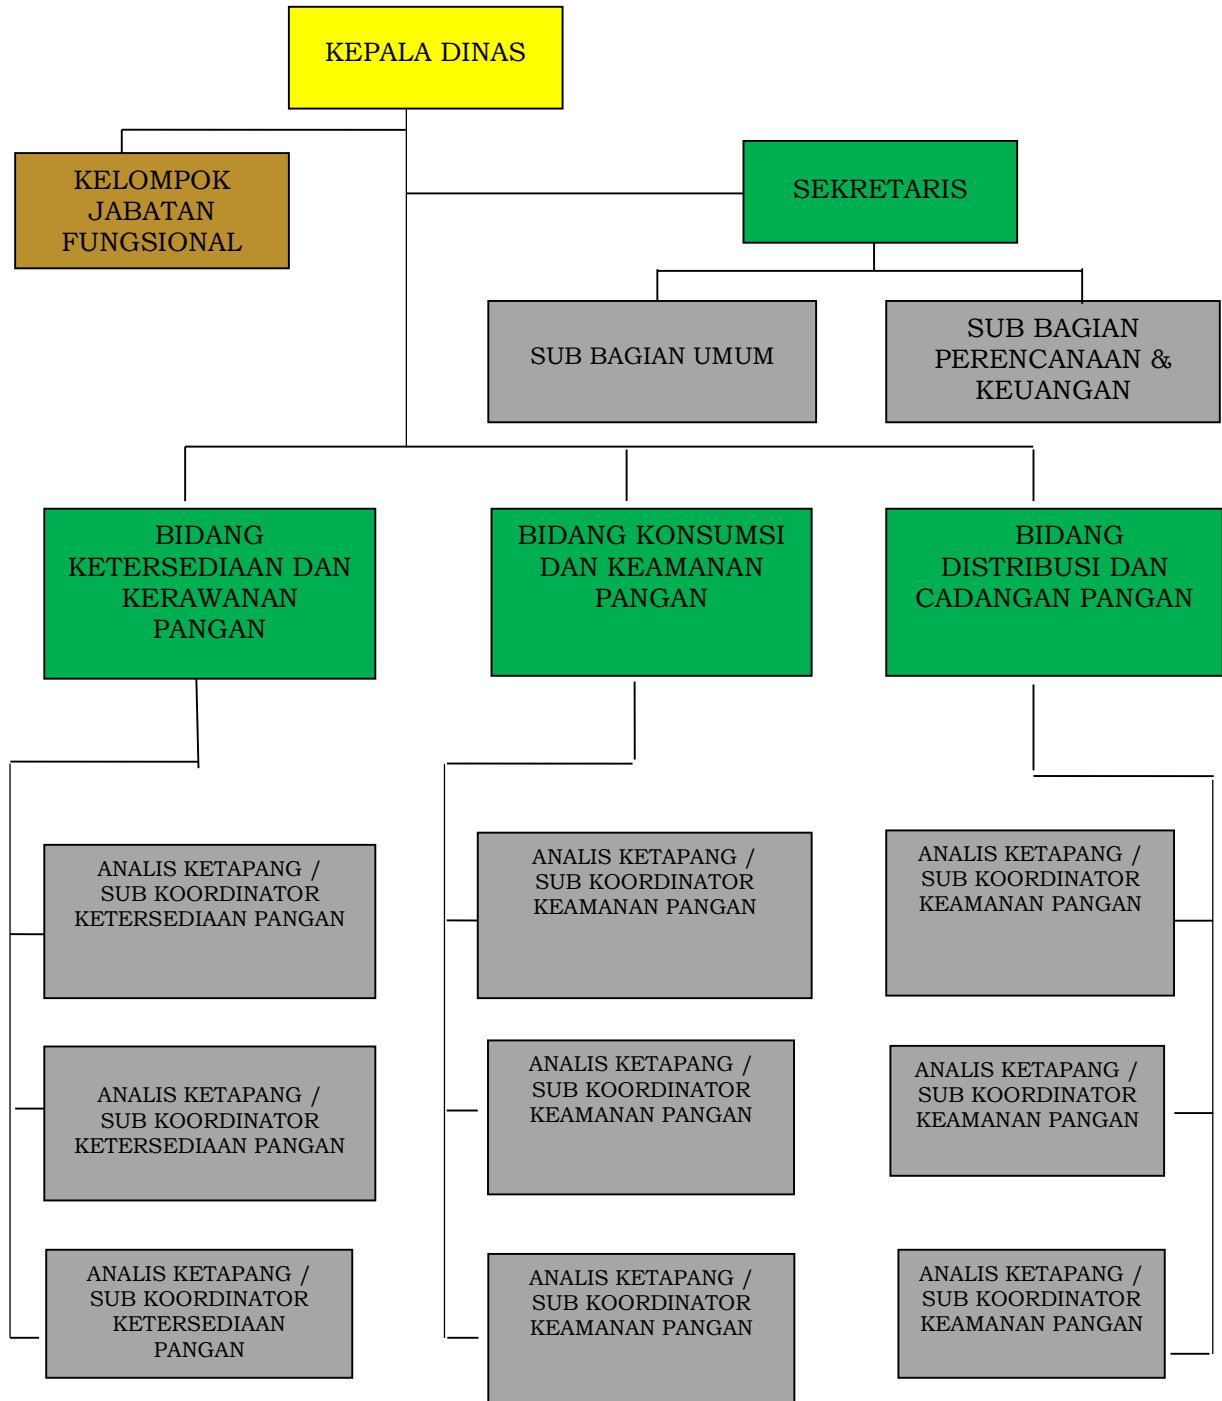 KEPALA DINAS
KELOMPOK
JABATAN
FUNGSIONAL
SEKRETARIS
SUB BAGIAN UMUM
SUB BAGIAN
PERENCANAAN &
KEUANGAN
BIDANG
KETERSEDIAAN DAN
KERAWANAN
PANGAN
BIDANG KONSUMSI
DAN KEAMANAN
PANGAN
BIDANG
DISTRIBUSI DAN
CADANGAN PANGAN
ANALIS KETAPANG /
SUB KOORDINATOR
KETERSEDIAAN PANGAN
ANALIS KETAPANG /
SUB KOORDINATOR
KEAMANAN PANGAN
ANALIS KETAPANG /
SUB KOORDINATOR
KEAMANAN PANGAN
ANALIS KETAPANG /
SUB KOORDINATOR
KETERSEDIAAN PANGAN
ANALIS KETAPANG /
SUB KOORDINATOR
KEAMANAN PANGAN
ANALIS KETAPANG /
SUB KOORDINATOR
KEAMANAN PANGAN
ANALIS KETAPANG /
SUB KOORDINATOR
KETERSEDIAAN
PANGAN
ANALIS KETAPANG /
SUB KOORDINATOR
KEAMANAN PANGAN
ANALIS KETAPANG /
SUB KOORDINATOR
KEAMANAN PANGAN